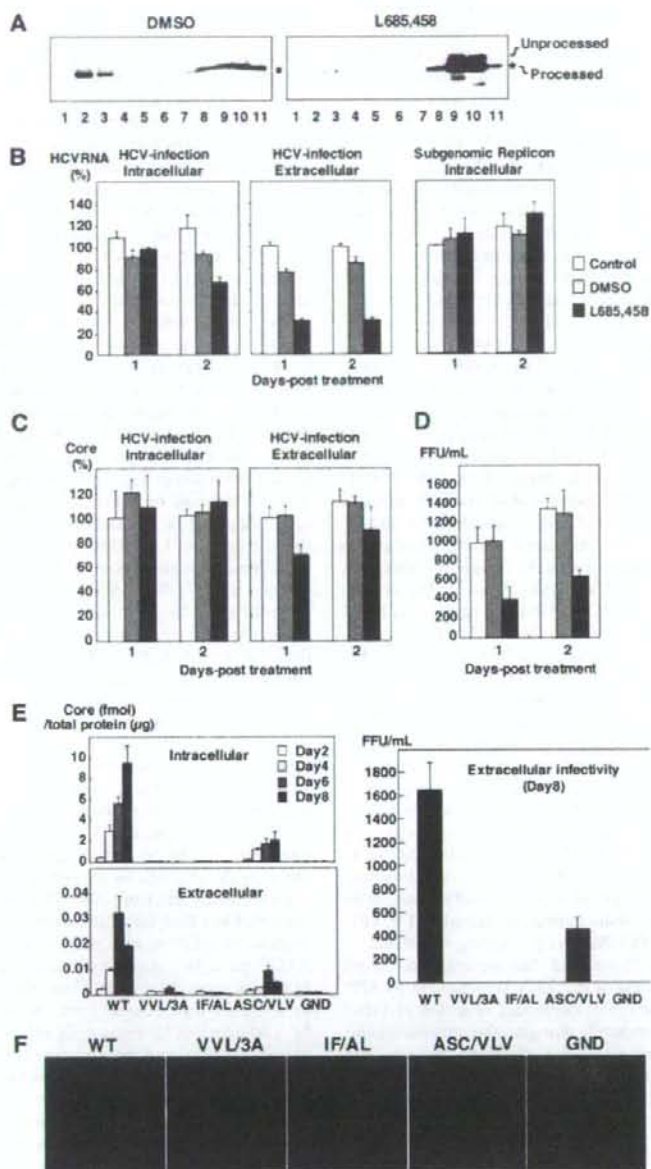 A
DMSO
L685,458
Unprocessed
*
Processed
1 2 3 4 5 6 7 8 9 10 11
1 2 3 4 5 6 7 8 9 10 11
B
HCVRNA
(%)
HCV-infection
Intracellular
HCV-infection
Extracellular
Subgenomic Replicon
Intracellular
140
120
100
80
60
40
20
0
Control
DMSO
L685,458
1 2
1 2
1 2
Days-post treatment
C
Core
(%)
HCV-infection
Intracellular
HCV-infection
Extracellular
120
100
80
60
40
20
0
1 2
1 2
Days-post treatment
D
FFU/mL
1600
1400
1200
1000
800
600
400
200
0
1 2
Days-post treatment
E
Core (fmol)
/total protein (µg)
Intracellular
Day2
Day4
Day6
Day8
10
8
6
4
2
0
Extracellular
0.04
0.03
0.02
0.01
0
WT VVL/3A IF/AL ASC/VLV GND
FFU/mL
Extracellular infectivity
(Day8)
1600
1400
1200
1000
800
600
400
200
0
WT VVL/3A IF/AL ASC/VLV GND
F
WT VVL/3A IF/AL ASC/VLV GND